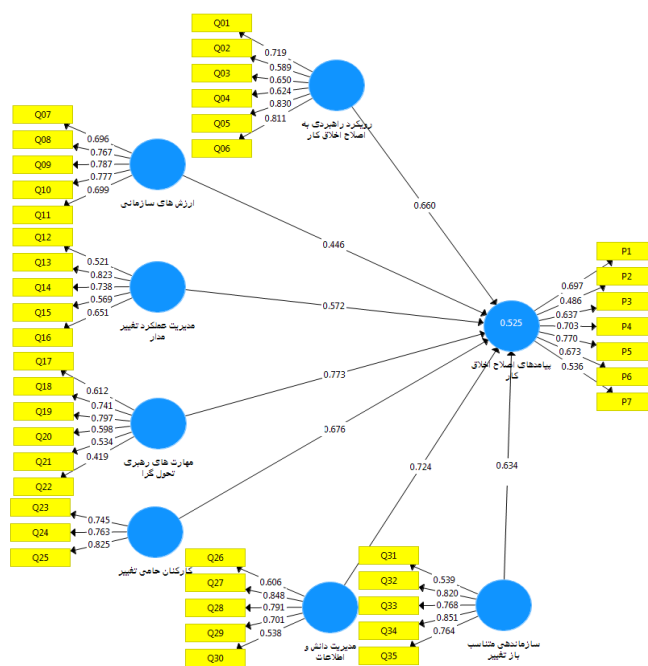 Q01
Q02
Q03
Q04
Q05
Q06
0.719
0.589
0.650
0.624
0.830
0.811
رویکرد راهبردی به
اصلاح اخلاق کار
Q07
Q08
Q09
Q10
Q11
0.696
0.767
0.787
0.777
0.699
ارزش های سازمانی
Q12
Q13
Q14
Q15
Q16
0.521
0.823
0.738
0.569
0.651
مدیریت عملکرد تغییر
مدار
Q17
Q18
Q19
Q20
Q21
Q22
0.612
0.741
0.797
0.598
0.534
0.419
مهارت های رهبری
تحول گرا
Q23
Q24
Q25
0.745
0.763
0.825
کارکنان حامی تغییر
Q26
Q27
Q28
Q29
Q30
0.606
0.848
0.791
0.701
0.538
مدیریت دانش و
اطلاعات
Q31
Q32
Q33
Q34
Q35
0.539
0.820
0.768
0.851
0.764
سازماندهی متناسب
باز تغییر
0.660
0.446
0.572
0.773
0.676
0.724
0.634
0.525
پیامدهای اصلاح اخلاق
کار
0.697
0.486
0.637
0.703
0.770
0.673
0.536
P1
P2
P3
P4
P5
P6
P7